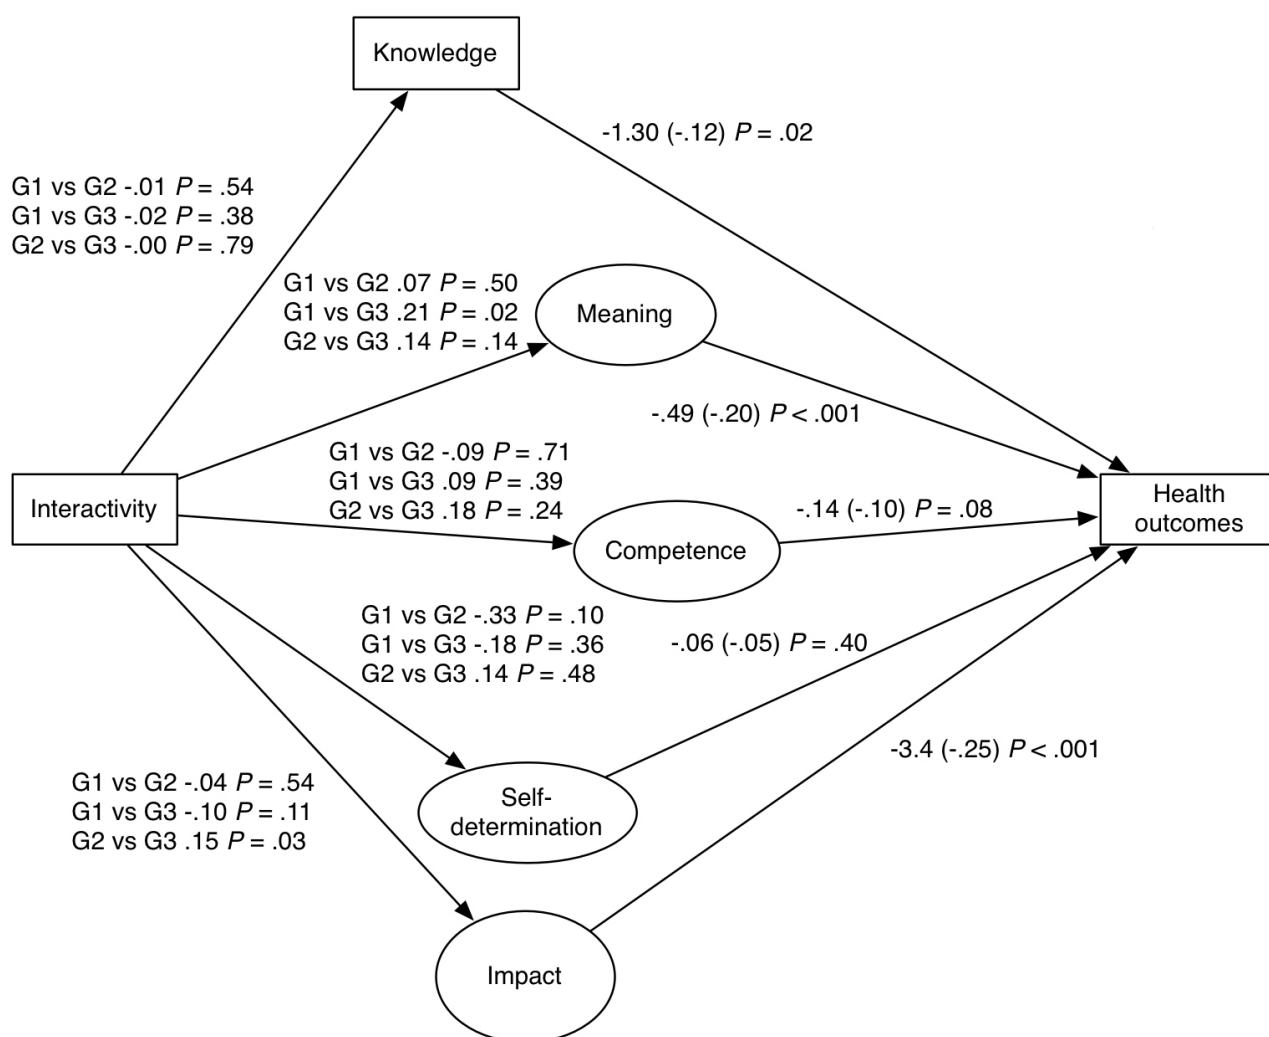 Knowledge
-1.30 (-.12) P = .02
G1 vs G2 -.01 P = .54
G1 vs G3 -.02 P = .38
G2 vs G3 -.00 P = .79
G1 vs G2 .07 P = .50
G1 vs G3 .21 P = .02
G2 vs G3 .14 P = .14
Meaning
-.49 (-.20) P < .001
G1 vs G2 -.09 P = .71
G1 vs G3 .09 P = .39
G2 vs G3 .18 P = .24
Interactivity
Competence
-.14 (-.10) P = .08
Health
outcomes
G1 vs G2 -.33 P = .10
G1 vs G3 -.18 P = .36
G2 vs G3 .14 P = .48
-.06 (-.05) P = .40
-3.4 (-.25) P < .001
G1 vs G2 -.04 P = .54
G1 vs G3 -.10 P = .11
G2 vs G3 .15 P = .03
Self-
determination
Impact